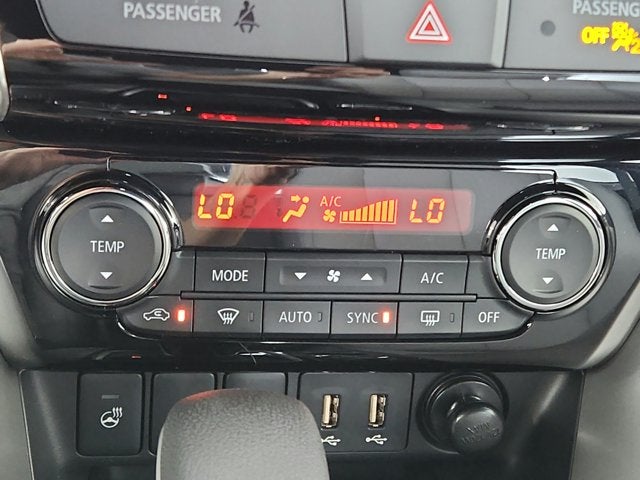 PASSENGER
PASSENGER
OFF
LO A/C LO
TEMP
TEMP
MODE A/C
AUTO SYNC OFF